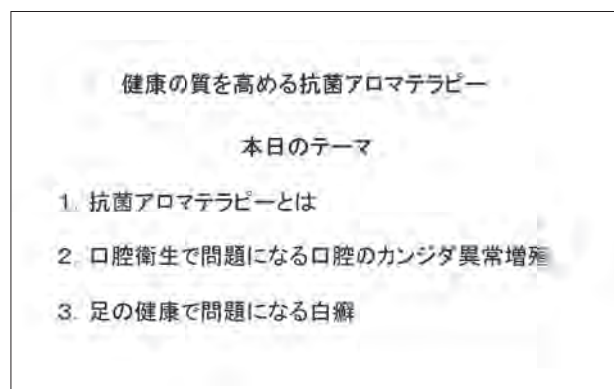 健康の質を高める抗菌アロマテラピー
本日のテーマ
1. 抗菌アロマテラピーとは
2. 口腔衛生で問題になる口腔のカンジダ異常増殖
3. 足の健康で問題になる白癬